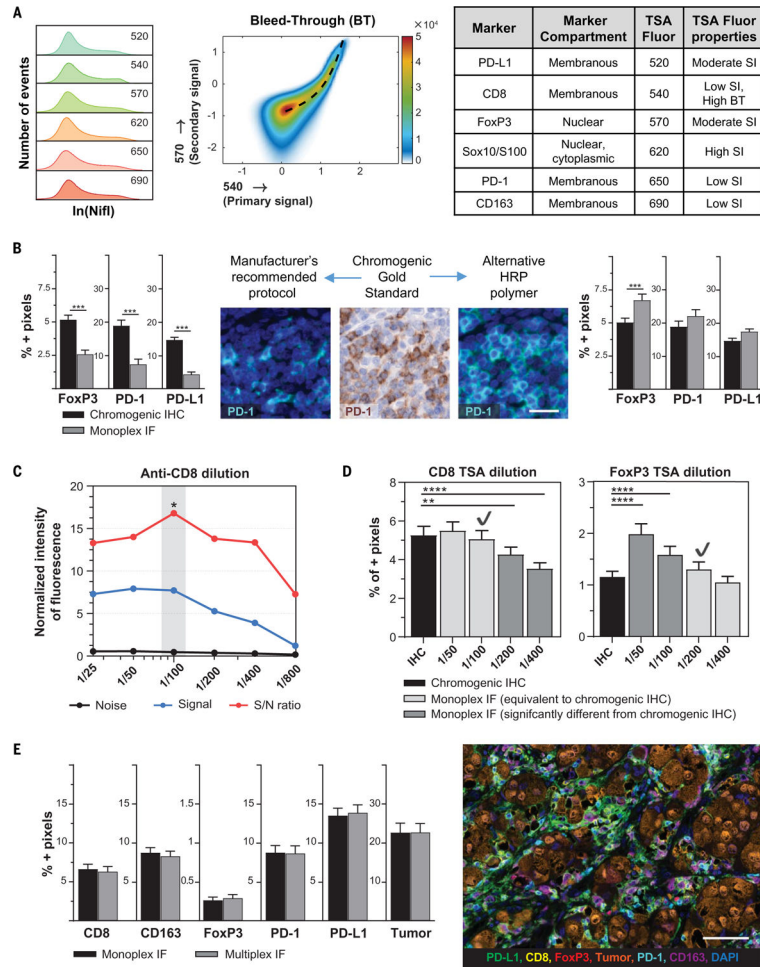 A
Number of events
520
540
570
620
650
690
ln(NifI)
Bleed-Through (BT)
570 →
(Secondary signal)
1
0
-1
-2
-1 0 1 2 3
540 →
(Primary signal)
5 ×10⁴
4
3
2
1
0
Marker Marker Compartment TSA Fluor TSA Fluor properties
PD-L1 Membranous 520 Moderate SI
CD8 Membranous 540 Low SI, High BT
FoxP3 Nuclear 570 Moderate SI
Sox10/S100 Nuclear, cytoplasmic 620 High SI
PD-1 Membranous 650 Low SI
CD163 Membranous 690 Low SI
B
% + pixels
7.5
5
2.5
30
20
10
30
20
10
***
***
***
FoxP3 PD-1 PD-L1
Chromogenic IHC
Monoplex IF
Manufacturer's recommended protocol
Chromogenic Gold Standard
Alternative HRP polymer
PD-1
PD-1
PD-1
% + pixels
7.5
5
2.5
30
20
10
30
20
10
***
FoxP3 PD-1 PD-L1
C
Anti-CD8 dilution
Normalized intensity
of fluorescence
20
17
15
10
5
0
*
1/25 1/50 1/100 1/200 1/400 1/800
Noise Signal S/N ratio
D
CD8 TSA dilution
% of + pixels
8
6
4
2
0
****
**
✓
IHC 1/50 1/100 1/200 1/400
FoxP3 TSA dilution
3
2
1
0
****
****
✓
IHC 1/50 1/100 1/200 1/400
Chromogenic IHC
Monoplex IF (equivalent to chromogenic IHC)
Monoplex IF (signifcantly different from chromogenic IHC)
E
% + pixels
15
10
5
15
10
5
1.5
1
0.5
15
10
5
15
10
5
30
20
10
CD8 CD163 FoxP3 PD-1 PD-L1 Tumor
Monoplex IF
Multiplex IF
PD-L1, CD8, FoxP3, Tumor, PD-1, CD163, DAPI